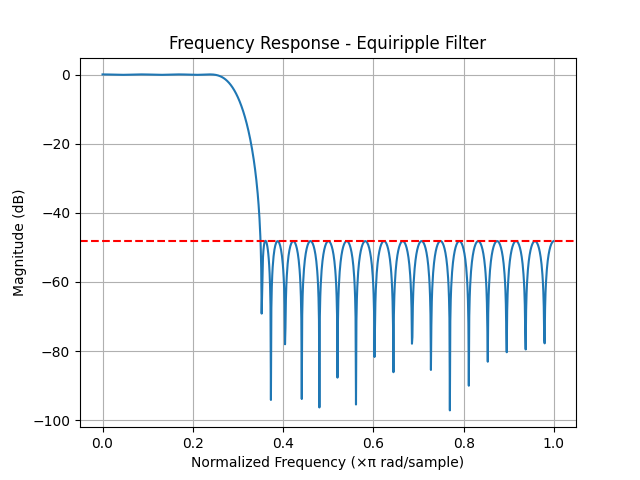 Frequency Response - Equiripple Filter
0
−20
−40
−60
−80
−100
Magnitude (dB)
0.0 0.2 0.4 0.6 0.8 1.0
Normalized Frequency (×π rad/sample)